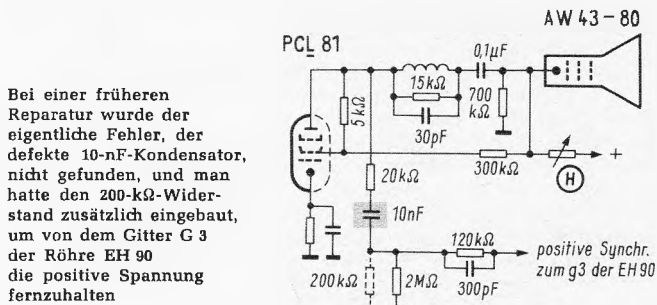 AW 43-80
PCL 81
0,1µF
15kΩ
5kΩ
700
kΩ
30pF
Bei einer früheren
Reparatur wurde der
eigentliche Fehler, der
defekte 10-nF-Kondensator,
nicht gefunden, und man
hatte den 200-kΩ-Wider-
stand zusätzlich eingebaut,
um von dem Gitter G 3
der Röhre EH 90
die positive Spannung
fernzuhalten
300kΩ
+
H
20kΩ
10nF
120kΩ
positive Synchr.
zum g3 der EH90
200kΩ
2MΩ
300pF